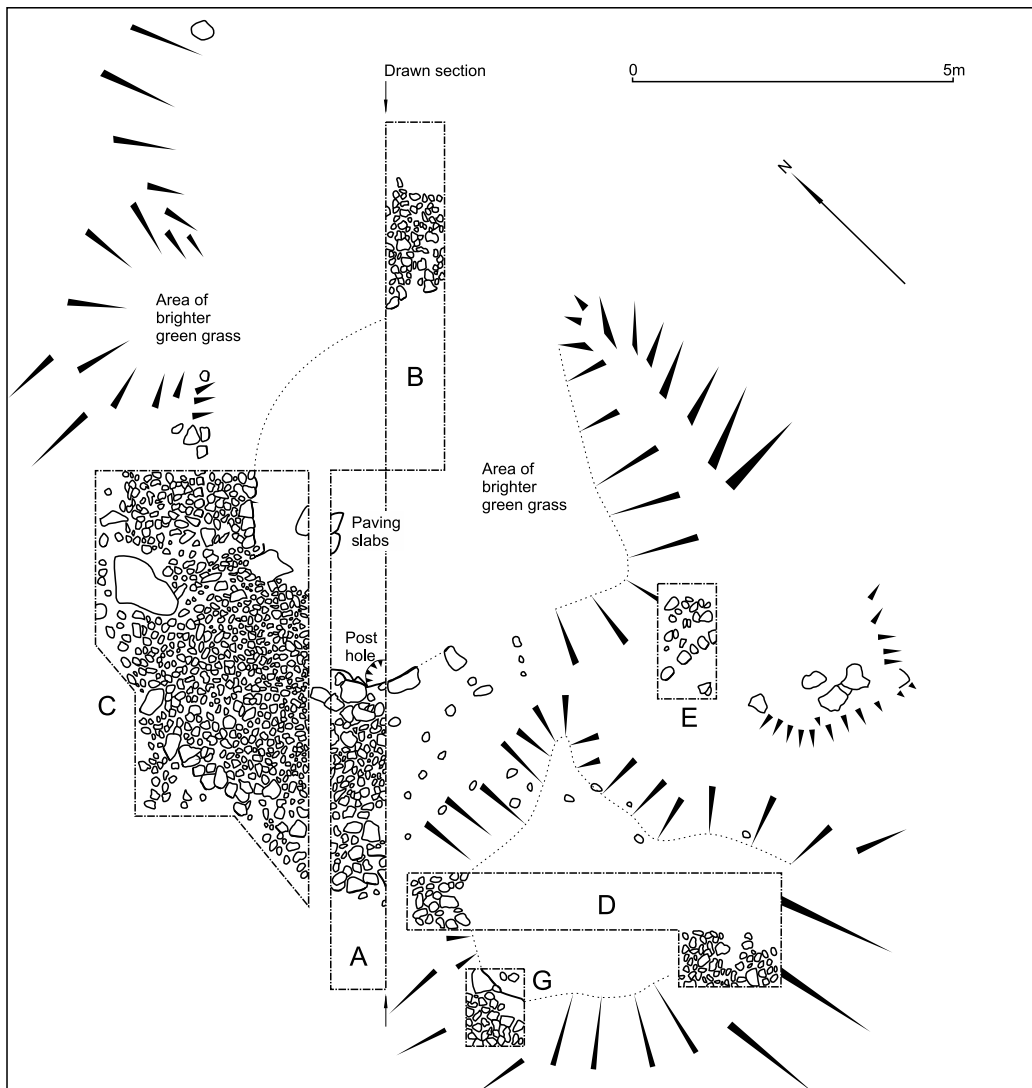 Drawn section
0
5m
N
Area of
brighter
green grass
B
Area of
brighter
green grass
Paving
slabs
Post
hole
C
E
D
A
G